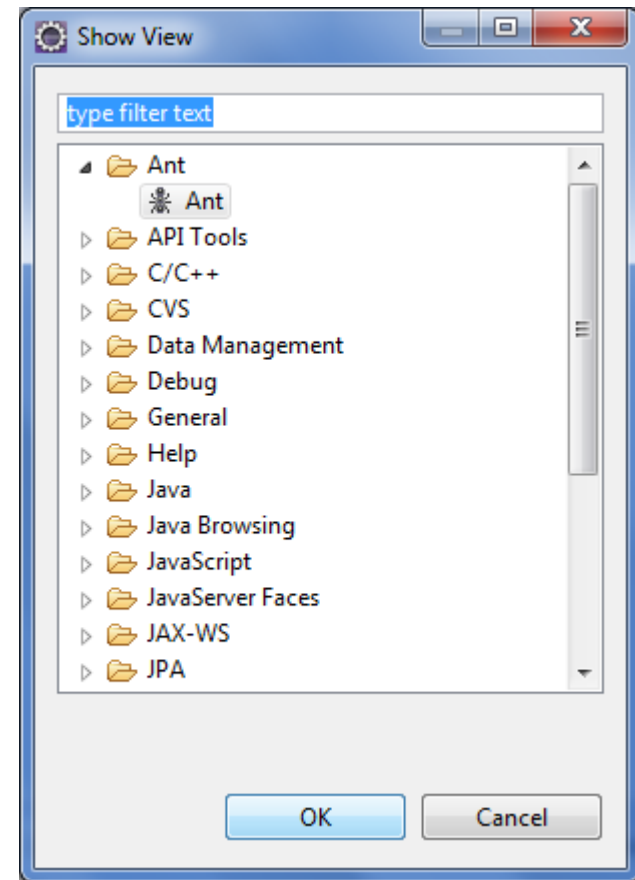 Show View
type filter text
Ant
Ant
API Tools
C/C++
CVS
Data Management
Debug
General
Help
Java
Java Browsing
JavaScript
JavaServer Faces
JAX-WS
JPA
OK Cancel